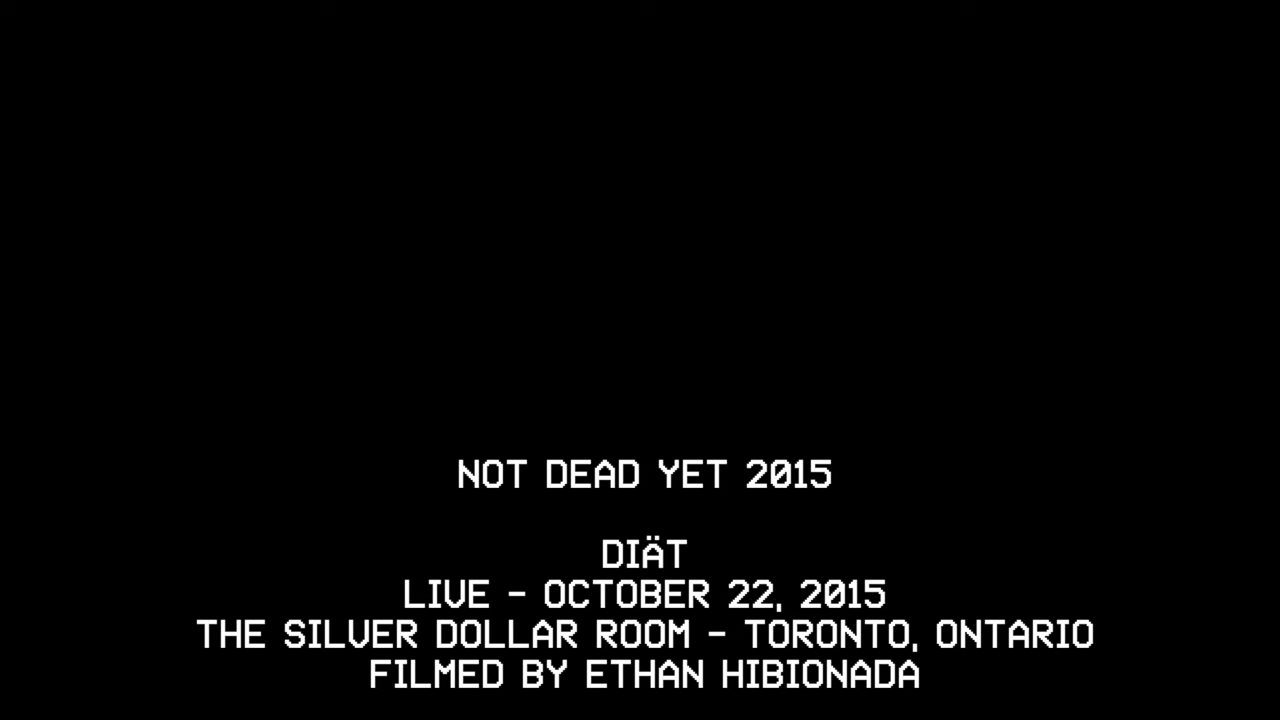 NOT DEAD YET 2015
DIÄT
LIVE - OCTOBER 22, 2015
THE SILVER DOLLAR ROOM - TORONTO, ONTARIO
FILMED BY ETHAN HIBIONADA